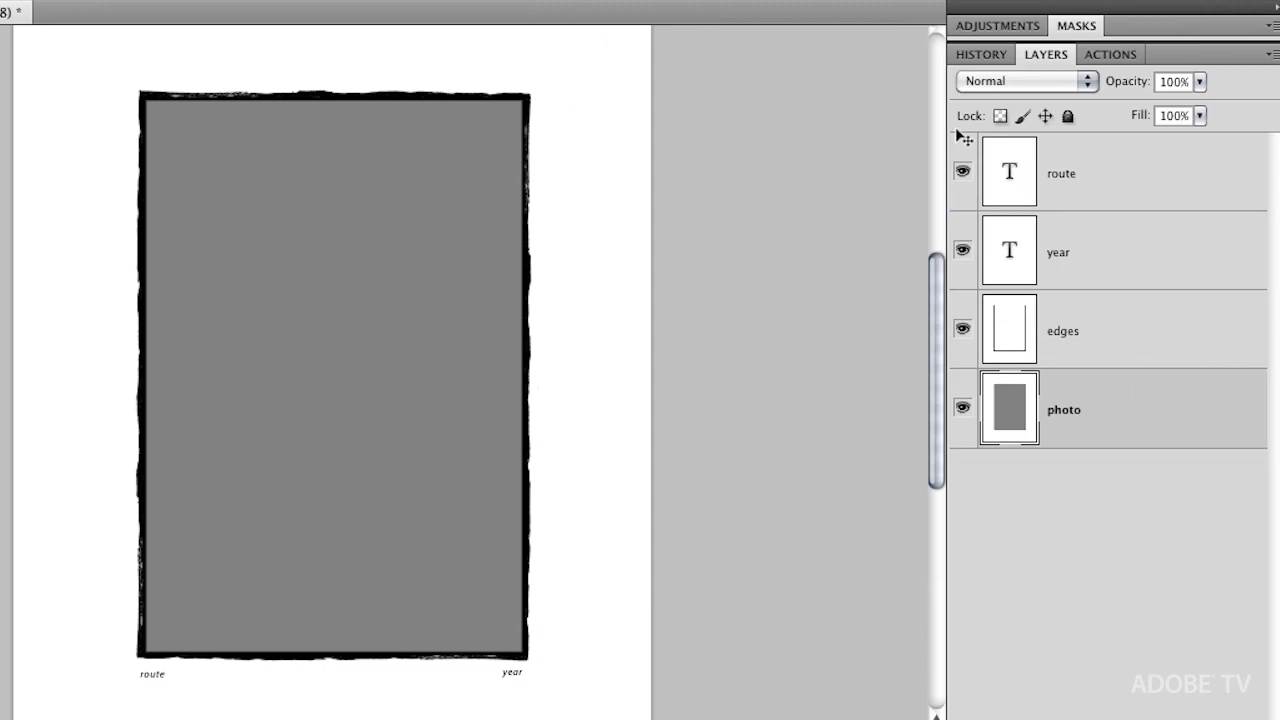 8) *
ADJUSTMENTS MASKS
HISTORY LAYERS ACTIONS
Normal Opacity: 100%
Lock: Fill: 100%
T route
T year
edges
photo
route year
ADOBE® TV